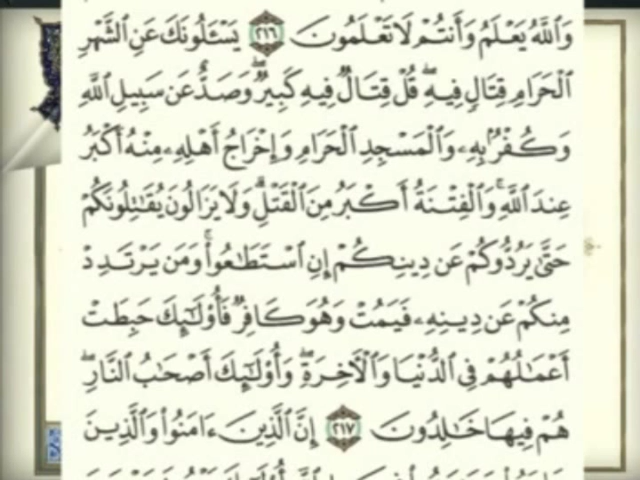 وَٱللَّهُ يَعْلَمُ وَأَنتُمْ لَا تَعْلَمُونَ ٢١٦ يَسْـَٔلُونَكَ عَنِ ٱلشَّهْرِ
ٱلْحَرَامِ قِتَالٍ فِيهِ ۖ قُلْ قِتَالٌ فِيهِ كَبِيرٌ ۖ وَصَدٌّ عَن سَبِيلِ ٱللَّهِ
وَكُفْرٌۢ بِهِۦ وَٱلْمَسْجِدِ ٱلْحَرَامِ وَإِخْرَاجُ أَهْلِهِۦ مِنْهُ أَكْبَرُ
عِندَ ٱللَّهِ ۚ وَٱلْفِتْنَةُ أَكْبَرُ مِنَ ٱلْقَتْلِ ۗ وَلَا يَزَالُونَ يُقَـٰتِلُونَكُمْ
حَتَّىٰ يَرُدُّوكُمْ عَن دِينِكُمْ إِنِ ٱسْتَطَـٰعُوا۟ ۚ وَمَن يَرْتَدِدْ
مِنكُمْ عَن دِينِهِۦ فَيَمُتْ وَهُوَ كَافِرٌ فَأُو۟لَـٰٓئِكَ حَبِطَتْ
أَعْمَـٰلُهُمْ فِى ٱلدُّنْيَا وَٱلْـَٔاخِرَةِ ۖ وَأُو۟لَـٰٓئِكَ أَصْحَـٰبُ ٱلنَّارِ ۖ
هُمْ فِيهَا خَـٰلِدُونَ ٢١٧ إِنَّ ٱلَّذِينَ ءَامَنُوا۟ وَٱلَّذِينَ